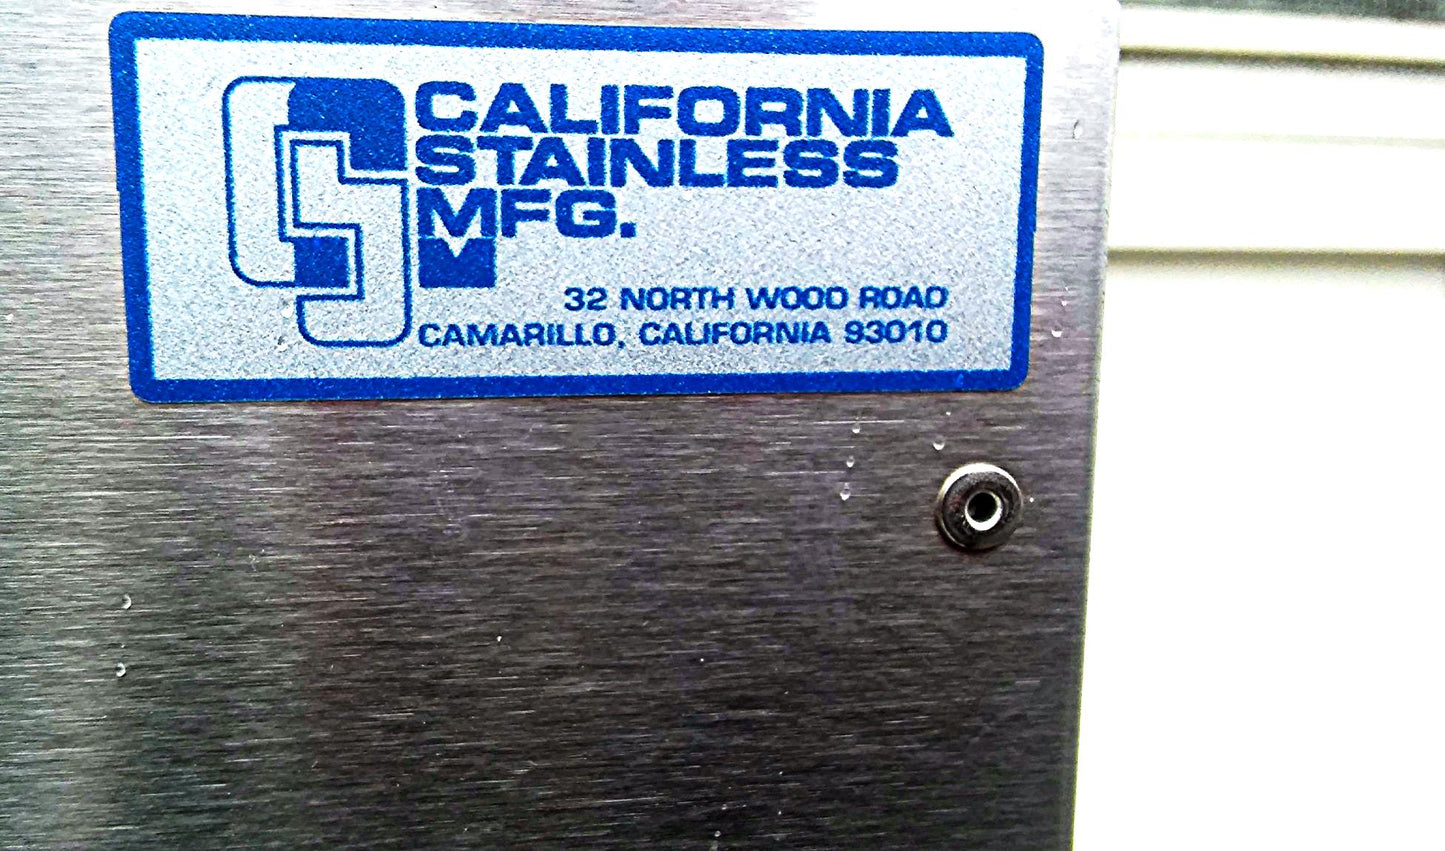 CALIFORNIA
STAINLESS
MFG.
32 NORTH WOOD ROAD
CAMARILLO, CALIFORNIA 93010